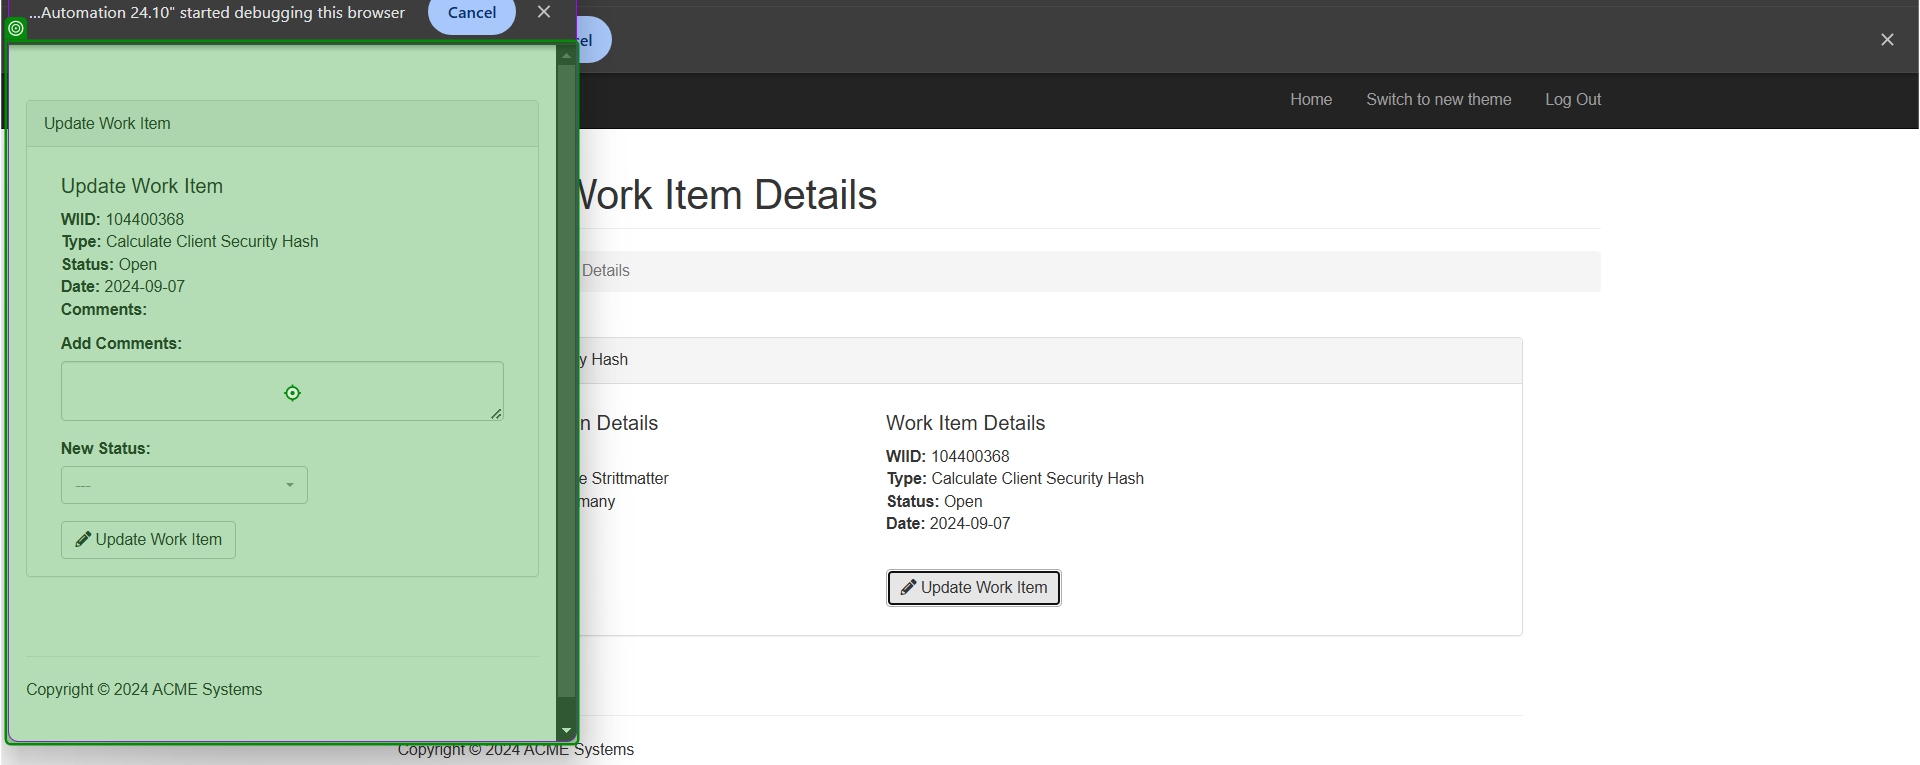 ...Automation 24.10" started debugging this browser
Cancel
Update Work Item
Update Work Item
WIID: 104400368
Type: Calculate Client Security Hash
Status: Open
Date: 2024-09-07
Comments:
Add Comments:
New Status:
---
Update Work Item
Copyright © 2024 ACME Systems
cel
Home Switch to new theme Log Out
Work Item Details
Details
y Hash
n Details
e Strittmatter
many
Work Item Details
WIID: 104400368
Type: Calculate Client Security Hash
Status: Open
Date: 2024-09-07
Update Work Item
Copyright © 2024 ACME Systems